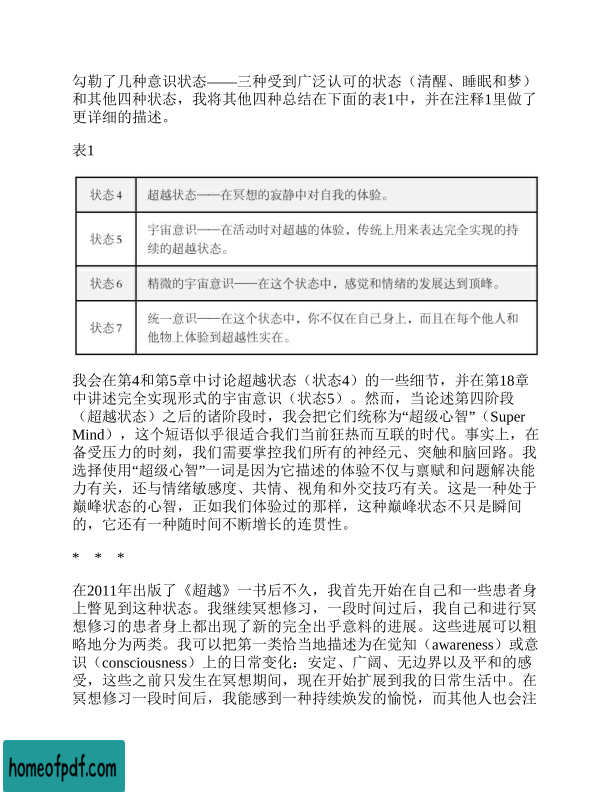 勾勒了几种意识状态——三种受到广泛认可的状态（清醒、睡眠和梦）
和其他四种状态，我将其他四种总结在下面的表1中，并在注释1里做了
更详细的描述。
表1
状态 4 超越状态——在冥想的寂静中对自我的体验。
状态 5 宇宙意识——在活动时对超越的体验，传统上用来表达完全实现的持
续的超越状态。
状态 6 精微的宇宙意识——在这个状态中，感觉和情绪的发展达到顶峰。
状态 7 统一意识——在这个状态中，你不仅在自己身上，而且在每个他人和
他物上体验到超越性实在。
我会在第4和第5章中讨论超越状态（状态4）的一些细节，并在第18章
中讲述完全实现形式的宇宙意识（状态5）。然而，当论述第四阶段
（超越状态）之后的诸阶段时，我会把它们统称为“超级心智”（Super
Mind），这个短语似乎很适合我们当前狂热而互联的时代。事实上，在
备受压力的时刻，我们需要掌控我们所有的神经元、突触和脑回路。我
选择使用“超级心智”一词是因为它描述的体验不仅与禀赋和问题解决能
力有关，还与情绪敏感度、共情、视角和外交技巧有关。这是一种处于
巅峰状态的心智，正如我们体验过的那样，这种巅峰状态不只是瞬间
的，它还有一种随时间不断增长的连贯性。
* * *
在2011年出版了《超越》一书后不久，我首先开始在自己和一些患者身
上瞥见到这种状态。我继续冥想修习，一段时间过后，我自己和进行冥
想修习的患者身上都出现了新的完全出乎意料的进展。这些进展可以粗
略地分为两类。我可以把第一类恰当地描述为在觉知（awareness）或意
识（consciousness）上的日常变化：安定、广阔、无边界以及平和的感
受，这些之前只发生在冥想期间，现在开始扩展到我的日常生活中。在
冥想修习一段时间后，我能感到一种持续焕发的愉悦，而其他人也会注
homeofpdf.com